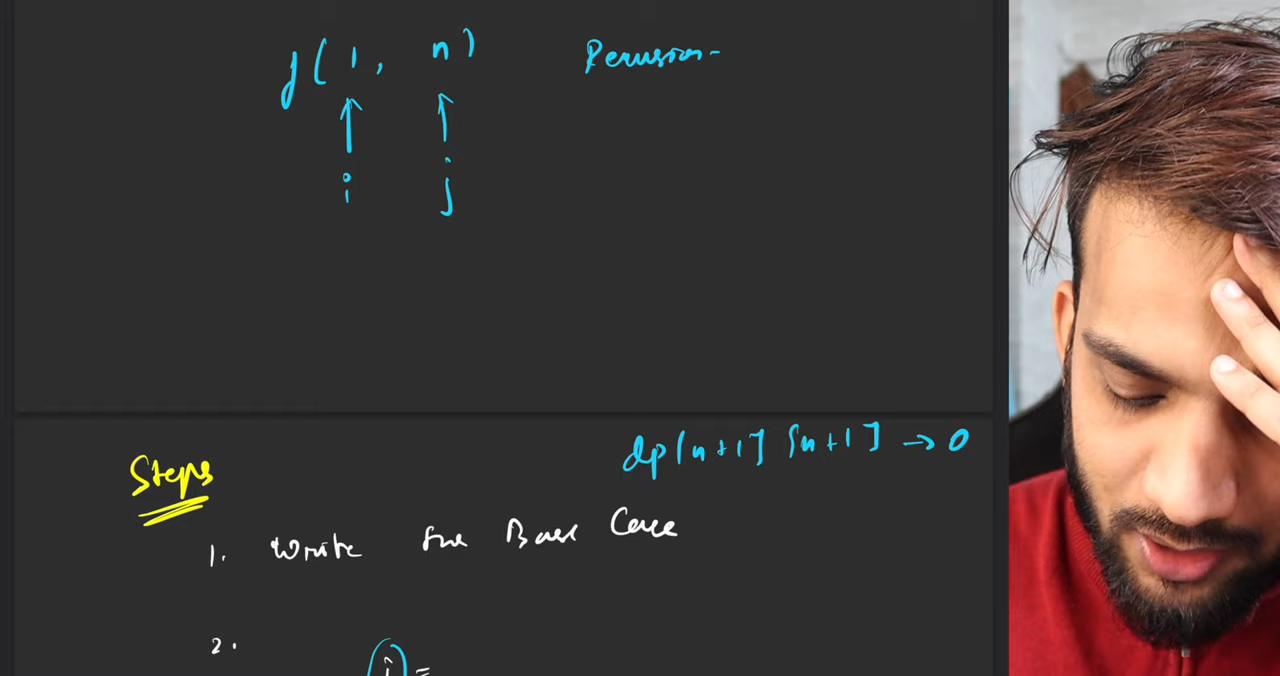 f(1, n) Recursion-
i j
dp[n+1] [n+1] → 0
Steps
1. Write the Base Case
2.
i =